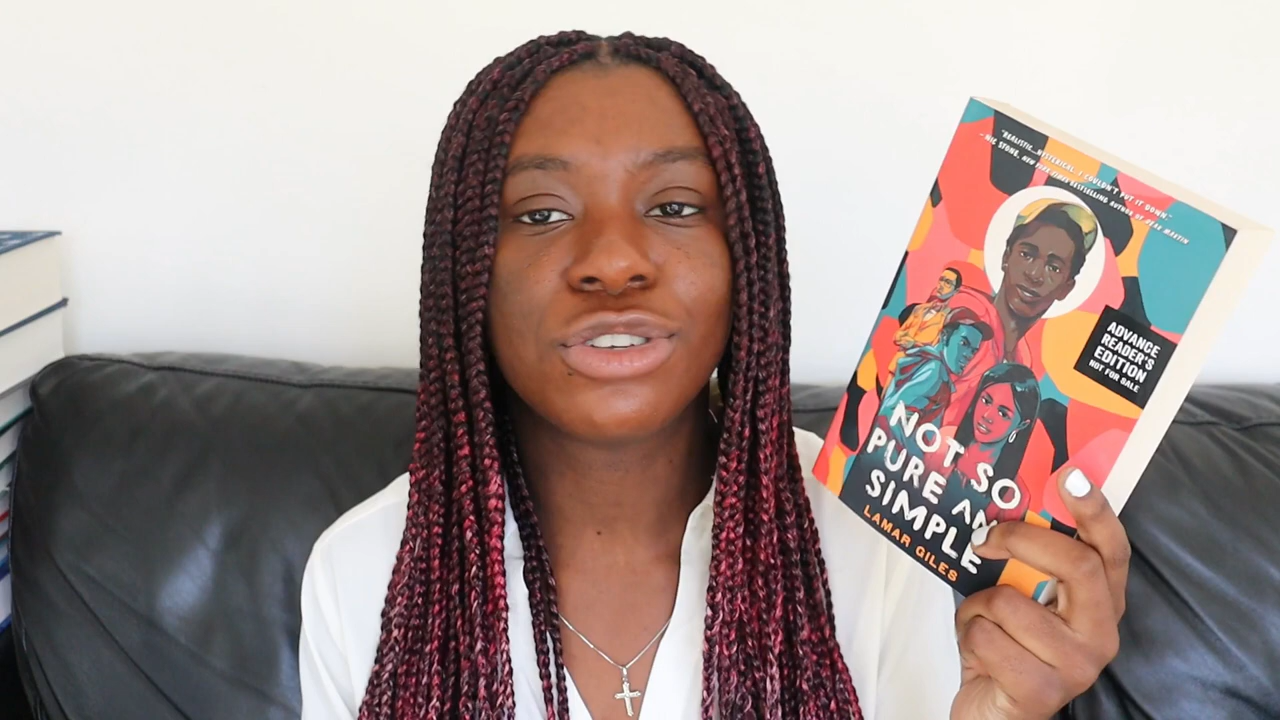 "REALISTIC...HYSTERICAL. I COULDN'T PUT IT DOWN."
—NIC STONE, NEW YORK TIMES BESTSELLING AUTHOR OF DEAR MARTIN
ADVANCE
READER'S
EDITION
NOT FOR SALE
NOT SO
PURE AN
SIMPLE
LAMAR GILES